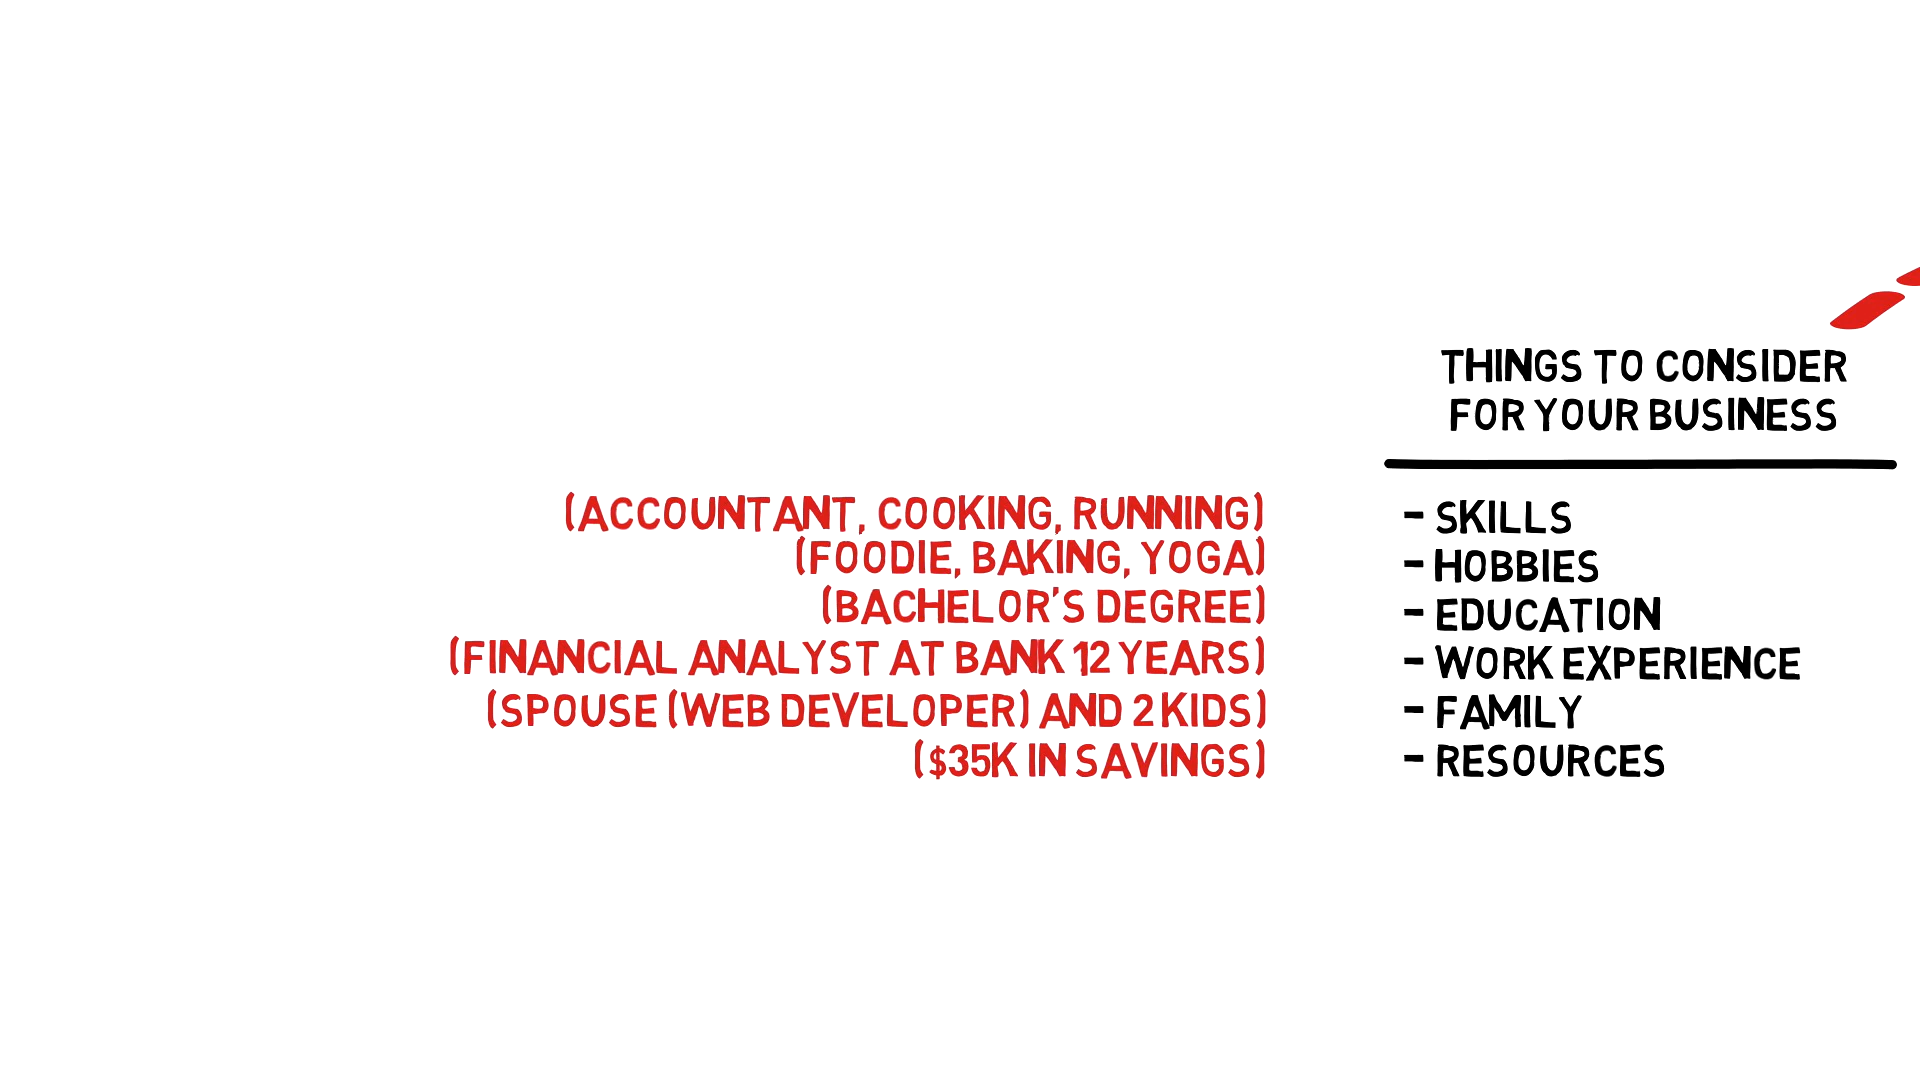 THINGS TO CONSIDER
FOR YOUR BUSINESS
(ACCOUNTANT, COOKING, RUNNING)
- SKILLS
(FOODIE, BAKING, YOGA)
- HOBBIES
(BACHELOR'S DEGREE)
- EDUCATION
(FINANCIAL ANALYST AT BANK 12 YEARS)
- WORK EXPERIENCE
(SPOUSE (WEB DEVELOPER) AND 2 KIDS)
- FAMILY
($35K IN SAVINGS)
- RESOURCES